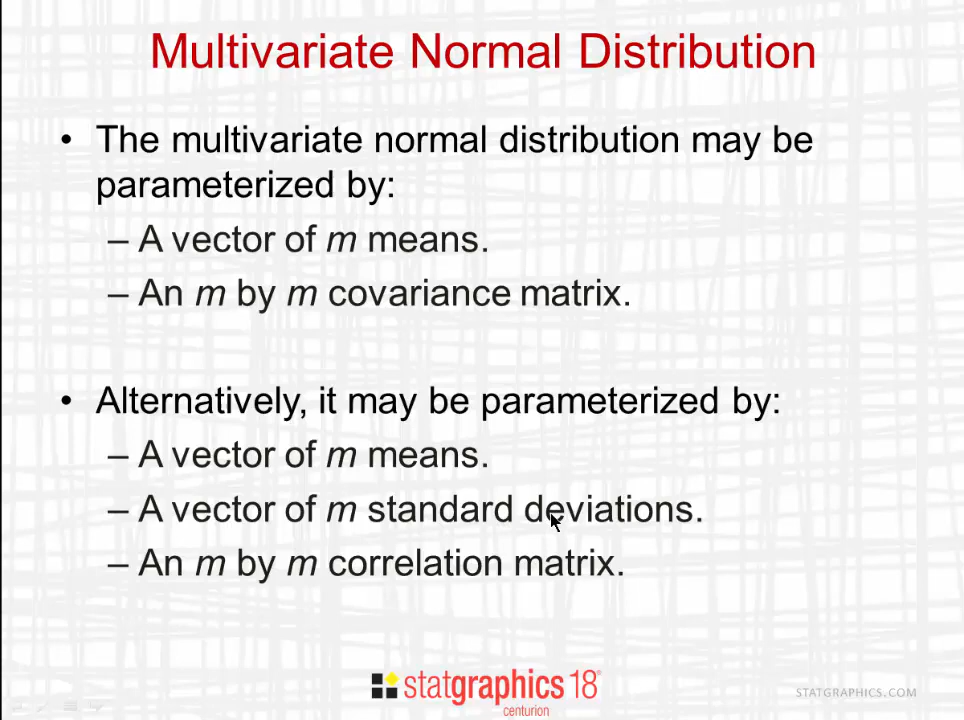 Multivariate Normal Distribution
• The multivariate normal distribution may be
parameterized by:
– A vector of m means.
– An m by m covariance matrix.
• Alternatively, it may be parameterized by:
– A vector of m means.
– A vector of m standard deviations.
– An m by m correlation matrix.
statgraphics 18®
centurion
STATGRAPHICS.COM